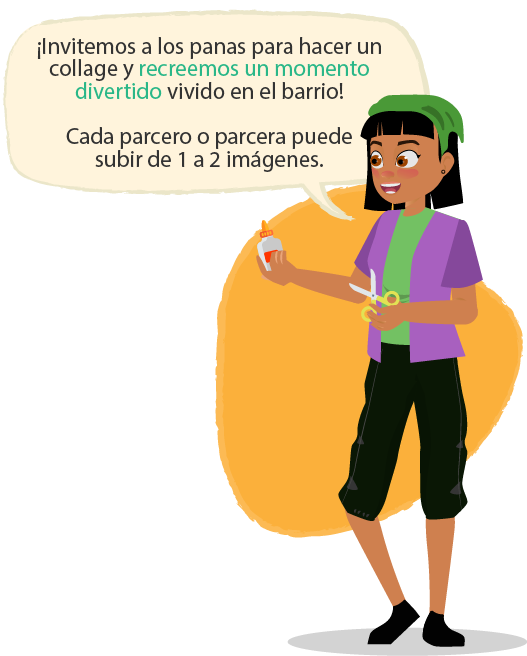 ¡Invitemos a los panas para hacer un
collage y recreemos un momento
divertido vivido en el barrio!
Cada parcero o parcera puede
subir de 1 a 2 imágenes.